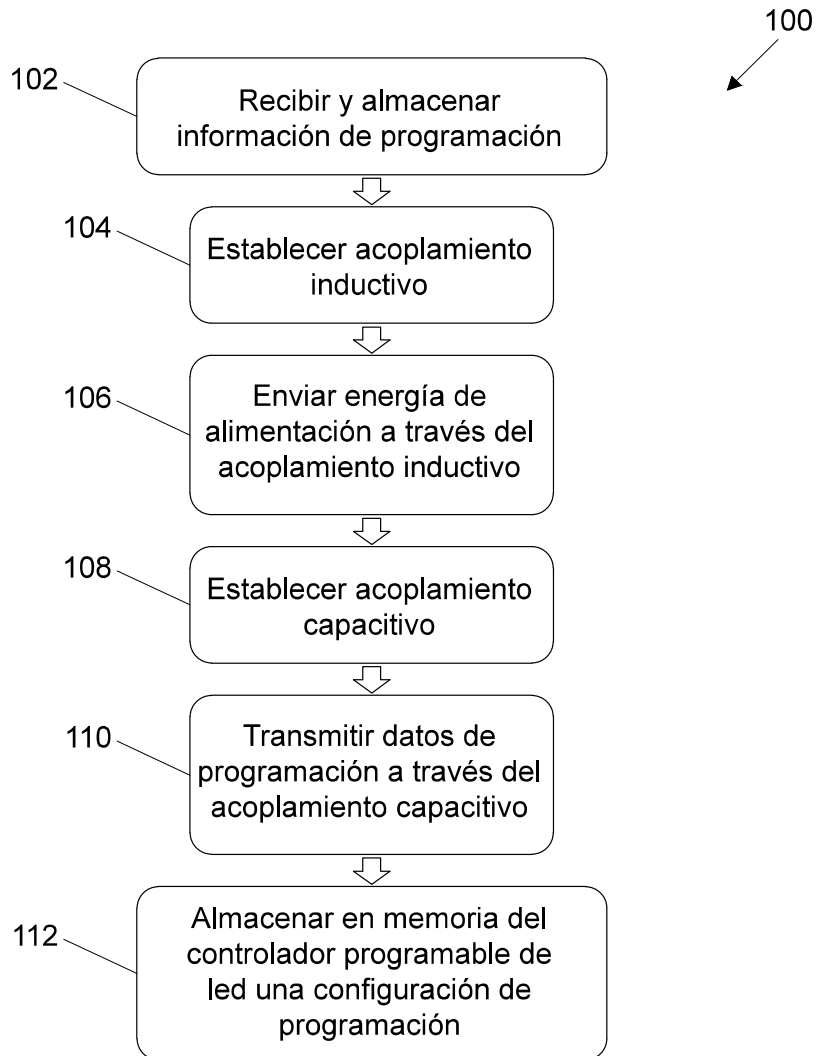 100
102
Recibir y almacenar
información de programación
104
Establecer acoplamiento
inductivo
106
Enviar energía de
alimentación a través del
acoplamiento inductivo
108
Establecer acoplamiento
capacitivo
110
Transmitir datos de
programación a través del
acoplamiento capacitivo
112
Almacenar en memoria del
controlador programable de
led una configuración de
programación